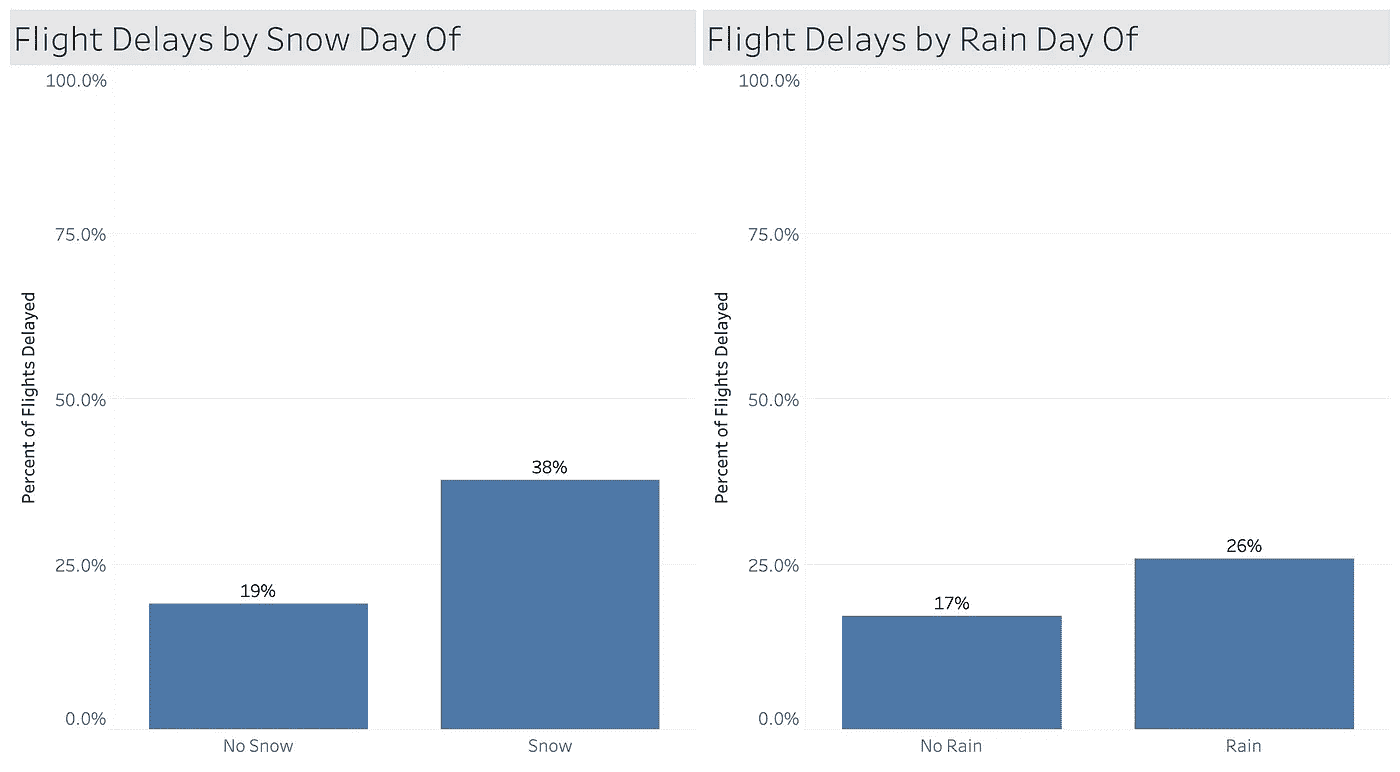 Flight Delays by Snow Day Of
100.0%
75.0%
50.0%
25.0%
0.0%
Percent of Flights Delayed
19%
38%
No Snow
Snow
Flight Delays by Rain Day Of
100.0%
75.0%
50.0%
25.0%
0.0%
Percent of Flights Delayed
17%
26%
No Rain
Rain